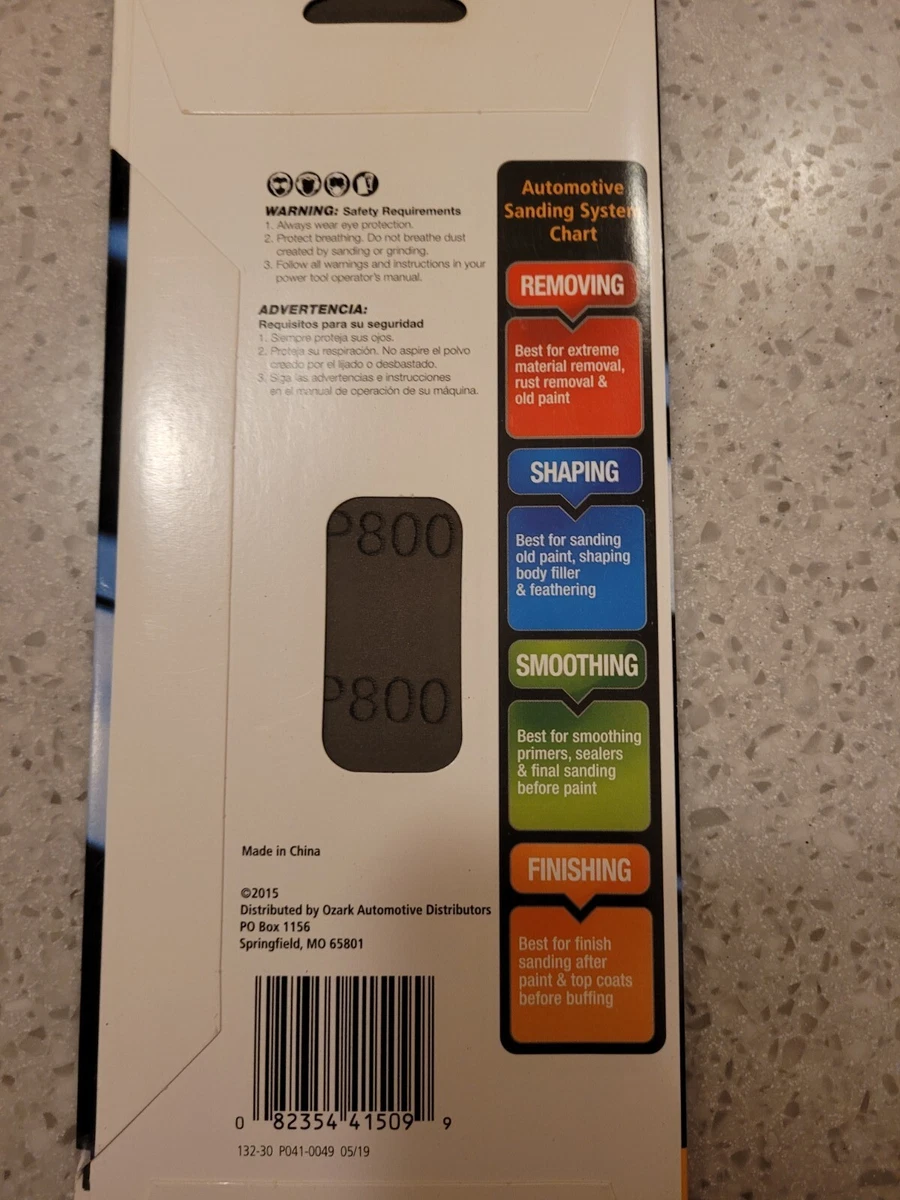 WARNING: Safety Requirements
1. Always wear eye protection.
2. Protect breathing. Do not breathe dust
created by sanding or grinding.
3. Follow all warnings and instructions in your
power tool operator's manual.
ADVERTENCIA:
Requisitos para su seguridad
1. Siempre proteja sus ojos.
2. Proteja su respiración. No aspire el polvo
creado por el lijado o desbastado.
3. Siga las advertencias e instrucciones
en el manual de operación de su máquina.
P800
P800
Made in China
©2015
Distributed by Ozark Automotive Distributors
PO Box 1156
Springfield, MO 65801
0 82354 41509 9
132-30 P041-0049 05/19
Automotive
Sanding System
Chart
REMOVING
Best for extreme
material removal,
rust removal &
old paint
SHAPING
Best for sanding
old paint, shaping
body filler
& feathering
SMOOTHING
Best for smoothing
primers, sealers
& final sanding
before paint
FINISHING
Best for finish
sanding after
paint & top coats
before buffing